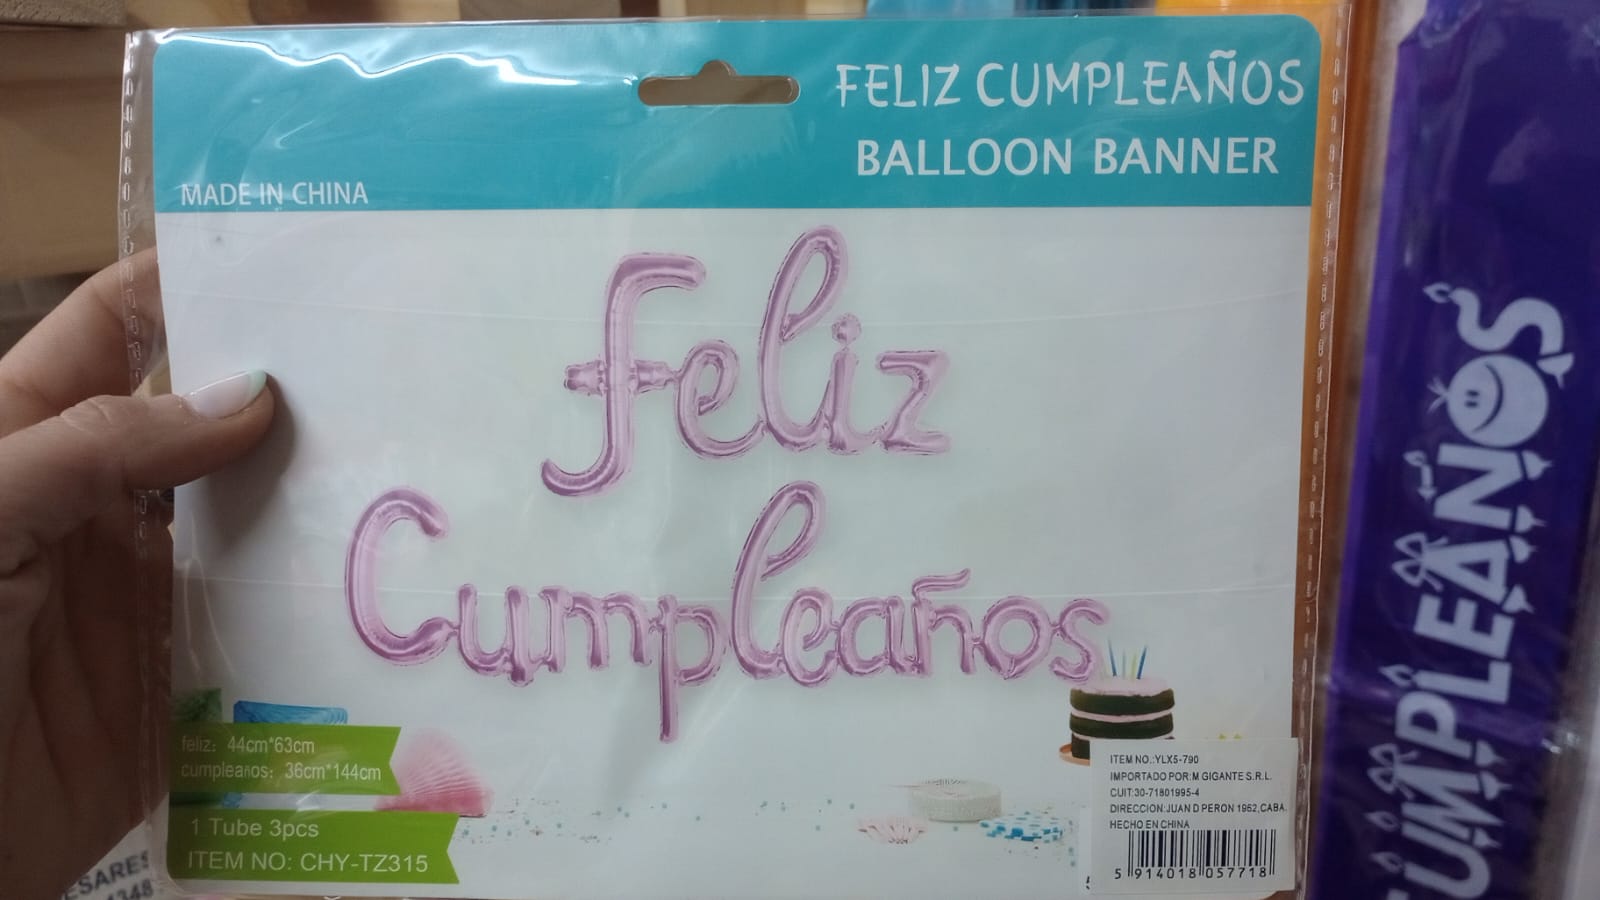 FELIZ CUMPLEAÑOS
BALLOON BANNER
MADE IN CHINA
feliz
Cumpleaños
feliz: 44cm*63cm
cumpleaños: 36cm*144cm
1 Tube 3pcs
ITEM NO: CHY-TZ315
ITEM NO.:YLX5-790
IMPORTADO POR:M GIGANTE S.R.L.
CUIT:30-71801995-4
DIRECCION:JUAN D PERON 1962,CABA.
HECHO EN CHINA
5 914018 057718
CUMPLEAÑOS
ESARES
1348